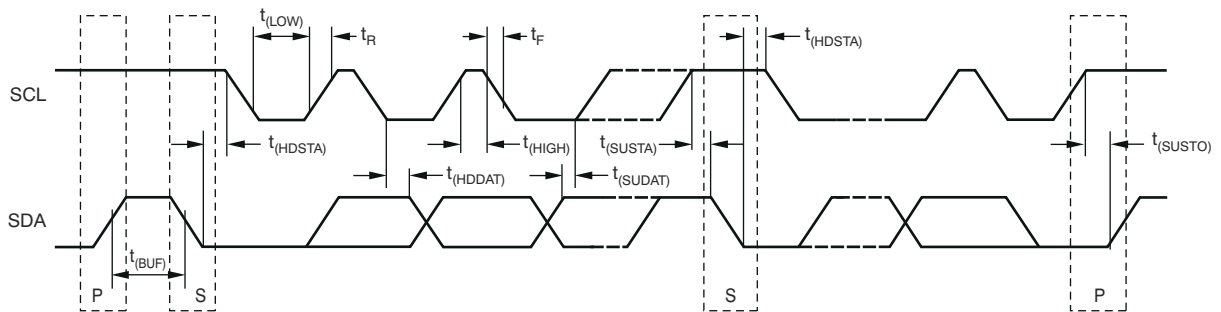 t(LOW)
tR
tF
t(HDSTA)
SCL
t(HDSTA)
t(HIGH)
t(SUSTA)
t(SUSTO)
t(HDDAT)
t(SUDAT)
SDA
t(BUF)
P
S
S
P